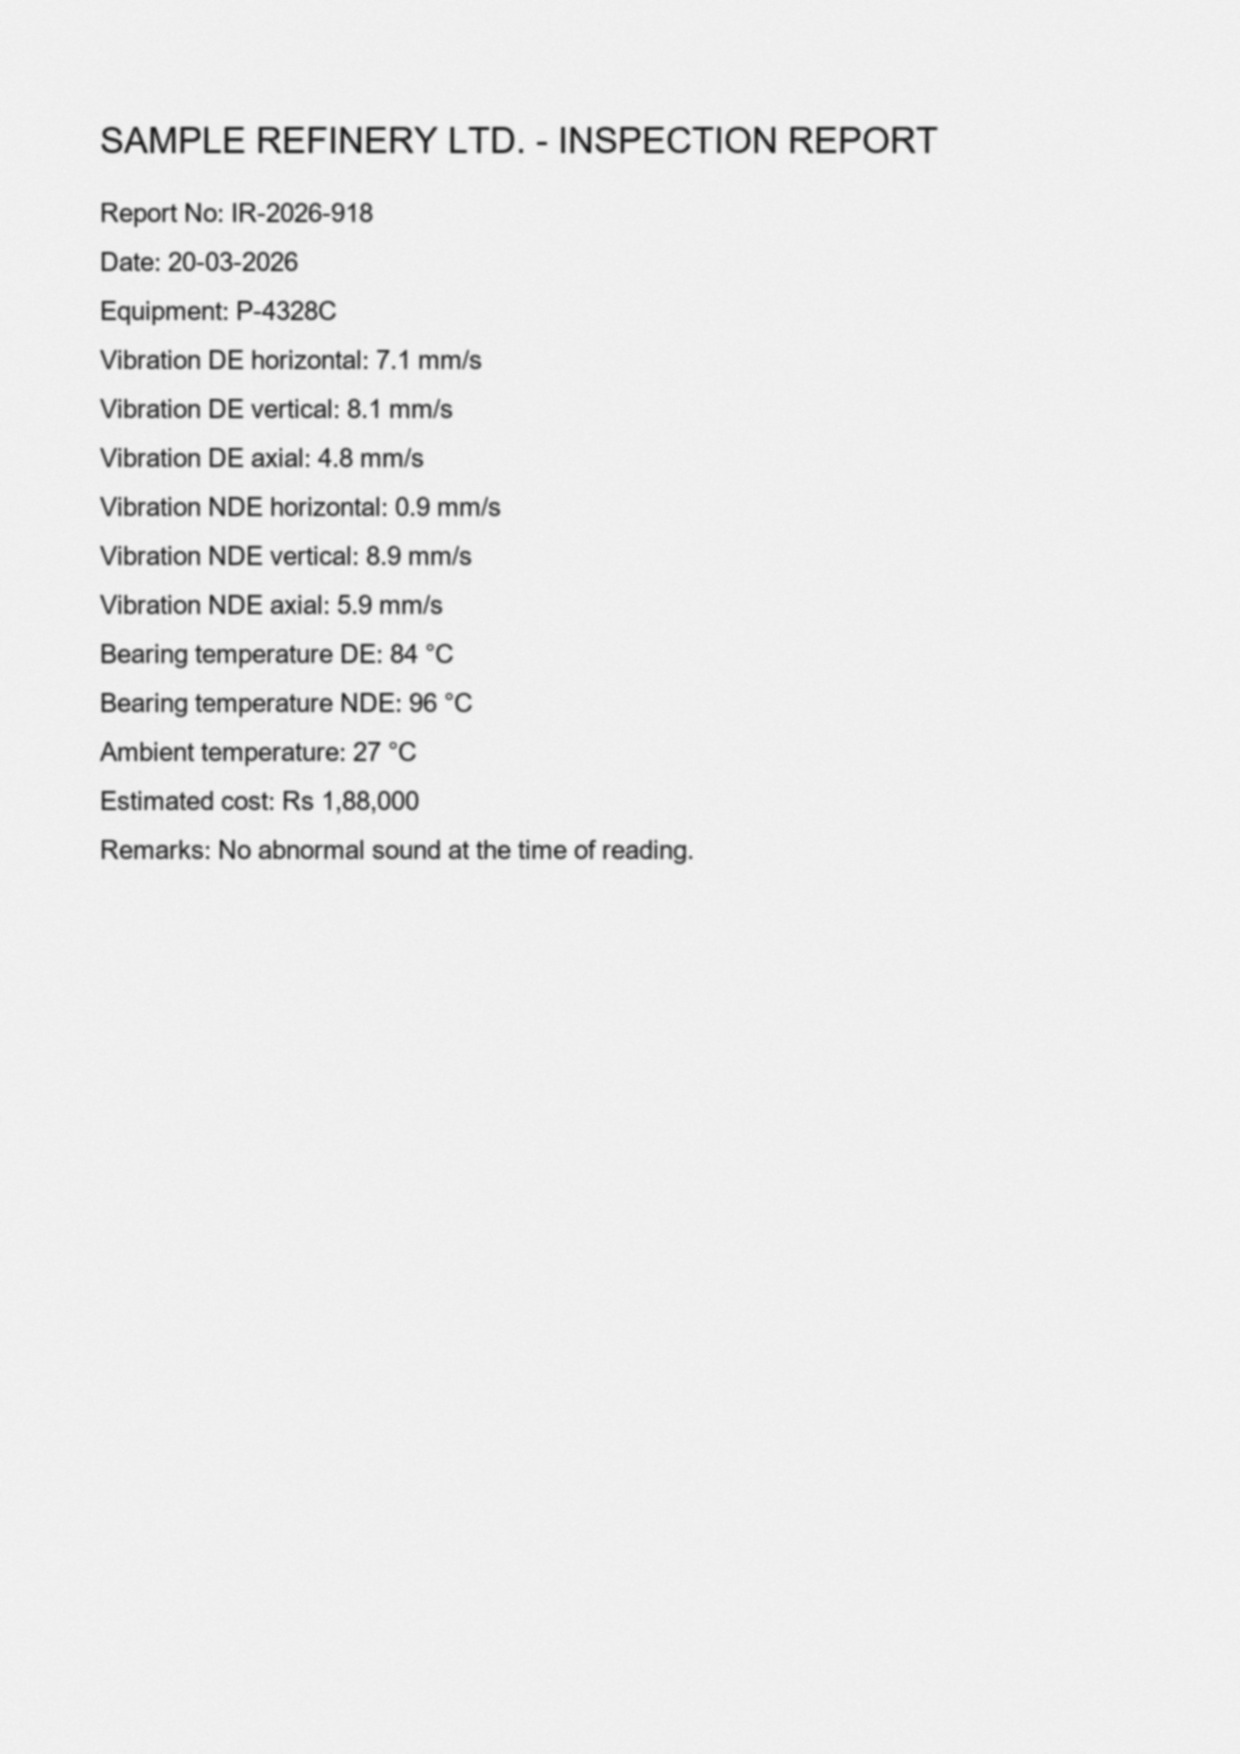 SAMPLE REFINERY LTD. - INSPECTION REPORT
Report No: IR-2026-918
Date: 20-03-2026
Equipment: P-4328C
Vibration DE horizontal: 7.1 mm/s
Vibration DE vertical: 8.1 mm/s
Vibration DE axial: 4.8 mm/s
Vibration NDE horizontal: 0.9 mm/s
Vibration NDE vertical: 8.9 mm/s
Vibration NDE axial: 5.9 mm/s
Bearing temperature DE: 84 °C
Bearing temperature NDE: 96 °C
Ambient temperature: 27 °C
Estimated cost: Rs 1,88,000
Remarks: No abnormal sound at the time of reading.